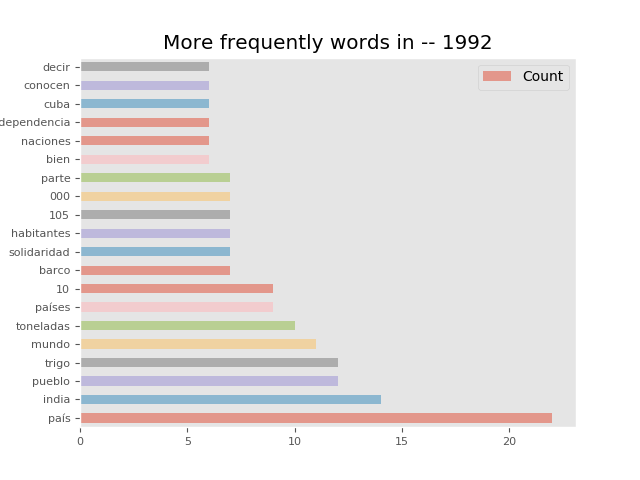 More frequently words in -- 1992
Count
decir
conocen
cuba
dependencia
naciones
bien
parte
000
105
habitantes
solidaridad
barco
10
países
toneladas
mundo
trigo
pueblo
india
país
0 5 10 15 20